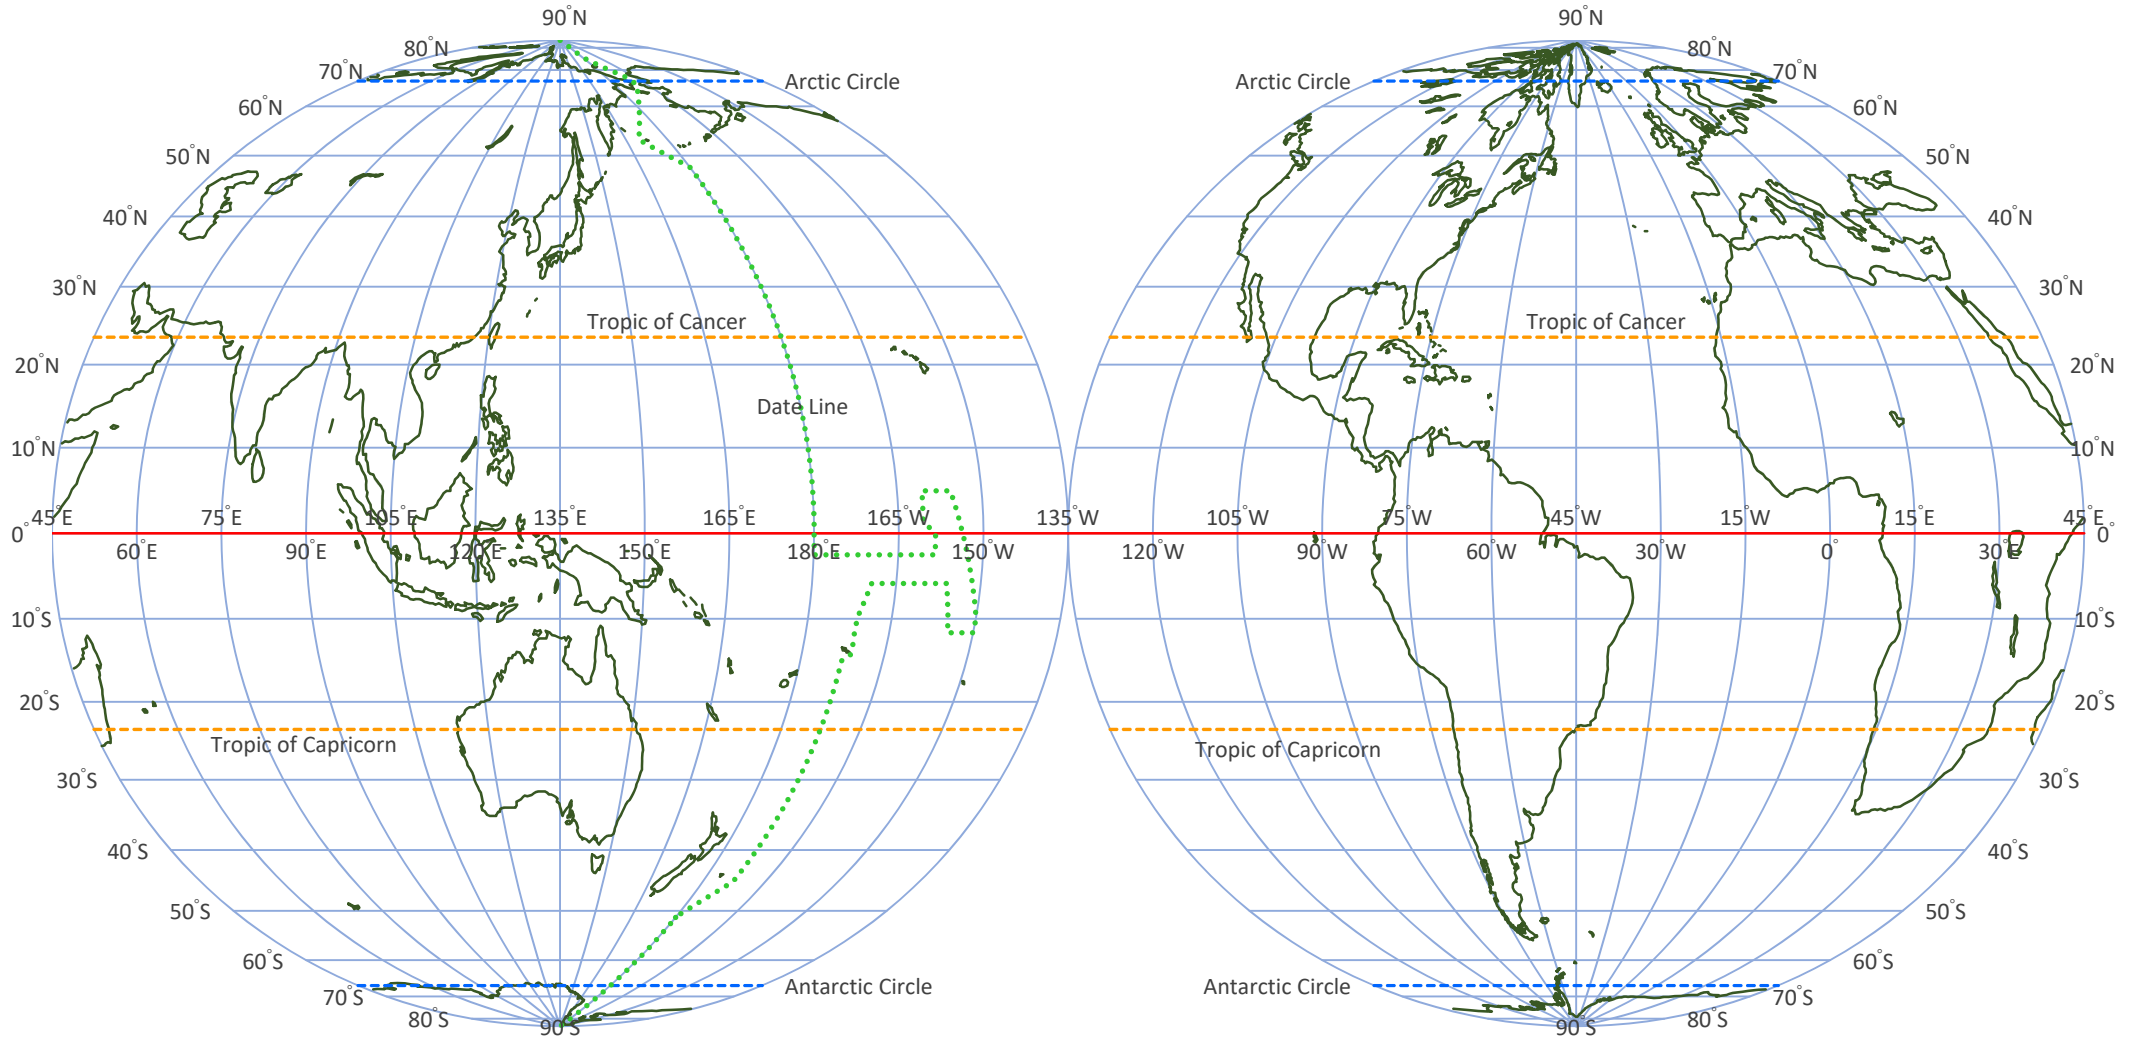 90°N 90°N
80°N 80°N
70°N Arctic Circle Arctic Circle 70°N
60°N 60°N
50°N 50°N
40°N 40°N
30°N 30°N
Tropic of Cancer Tropic of Cancer
20°N 20°N
Date Line
10°N 10°N
45°E 75°E 105°E 135°E 165°E 165°W 135°W 105°W 75°W 45°W 15°W 15°E 45°E
0° 0°
60°E 90°E 120°E 150°E 180°E 150°W 120°W 90°W 60°W 30°W 0° 30°E
10°S 10°S
20°S 20°S
Tropic of Capricorn Tropic of Capricorn
30°S 30°S
40°S 40°S
50°S 50°S
60°S 60°S
70°S Antarctic Circle Antarctic Circle 70°S
80°S 80°S
90°S 90°S